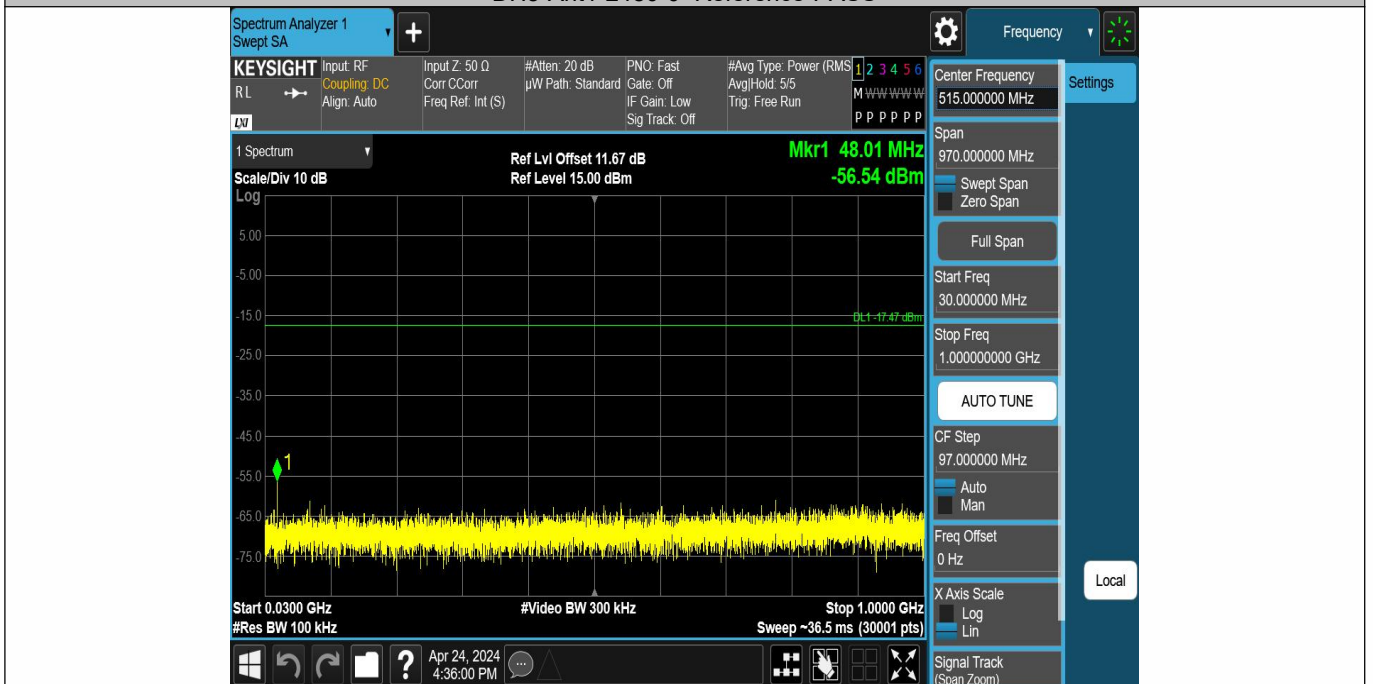 Spectrum Analyzer 1
Swept SA
+
Frequency
KEYSIGHT
RL
LXI
Input: RF
Coupling: DC
Align: Auto
Input Z: 50 Ω
Corr CCorr
Freq Ref: Int (S)
#Atten: 20 dB
µW Path: Standard
PNO: Fast
Gate: Off
IF Gain: Low
Sig Track: Off
#Avg Type: Power (RMS
Avg|Hold: 5/5
Trig: Free Run
1 2 3 4 5 6
M W W W W W
P P P P P P
Center Frequency
515.000000 MHz
Settings
1 Spectrum
Scale/Div 10 dB
Log
Ref Lvl Offset 11.67 dB
Ref Level 15.00 dBm
Mkr1 48.01 MHz
-56.54 dBm
Span
970.000000 MHz
Swept Span
Zero Span
Full Span
5.00
-5.00
-15.0
-25.0
-35.0
-45.0
-55.0
-65.0
-75.0
DL1 -17.47 dBm
1
Start Freq
30.000000 MHz
Stop Freq
1.000000000 GHz
AUTO TUNE
CF Step
97.000000 MHz
Auto
Man
Freq Offset
0 Hz
X Axis Scale
Log
Lin
Local
Signal Track
(Span Zoom)
Start 0.0300 GHz
#Res BW 100 kHz
#Video BW 300 kHz
Stop 1.0000 GHz
Sweep ~36.5 ms (30001 pts)
?
Apr 24, 2024
4:36:00 PM